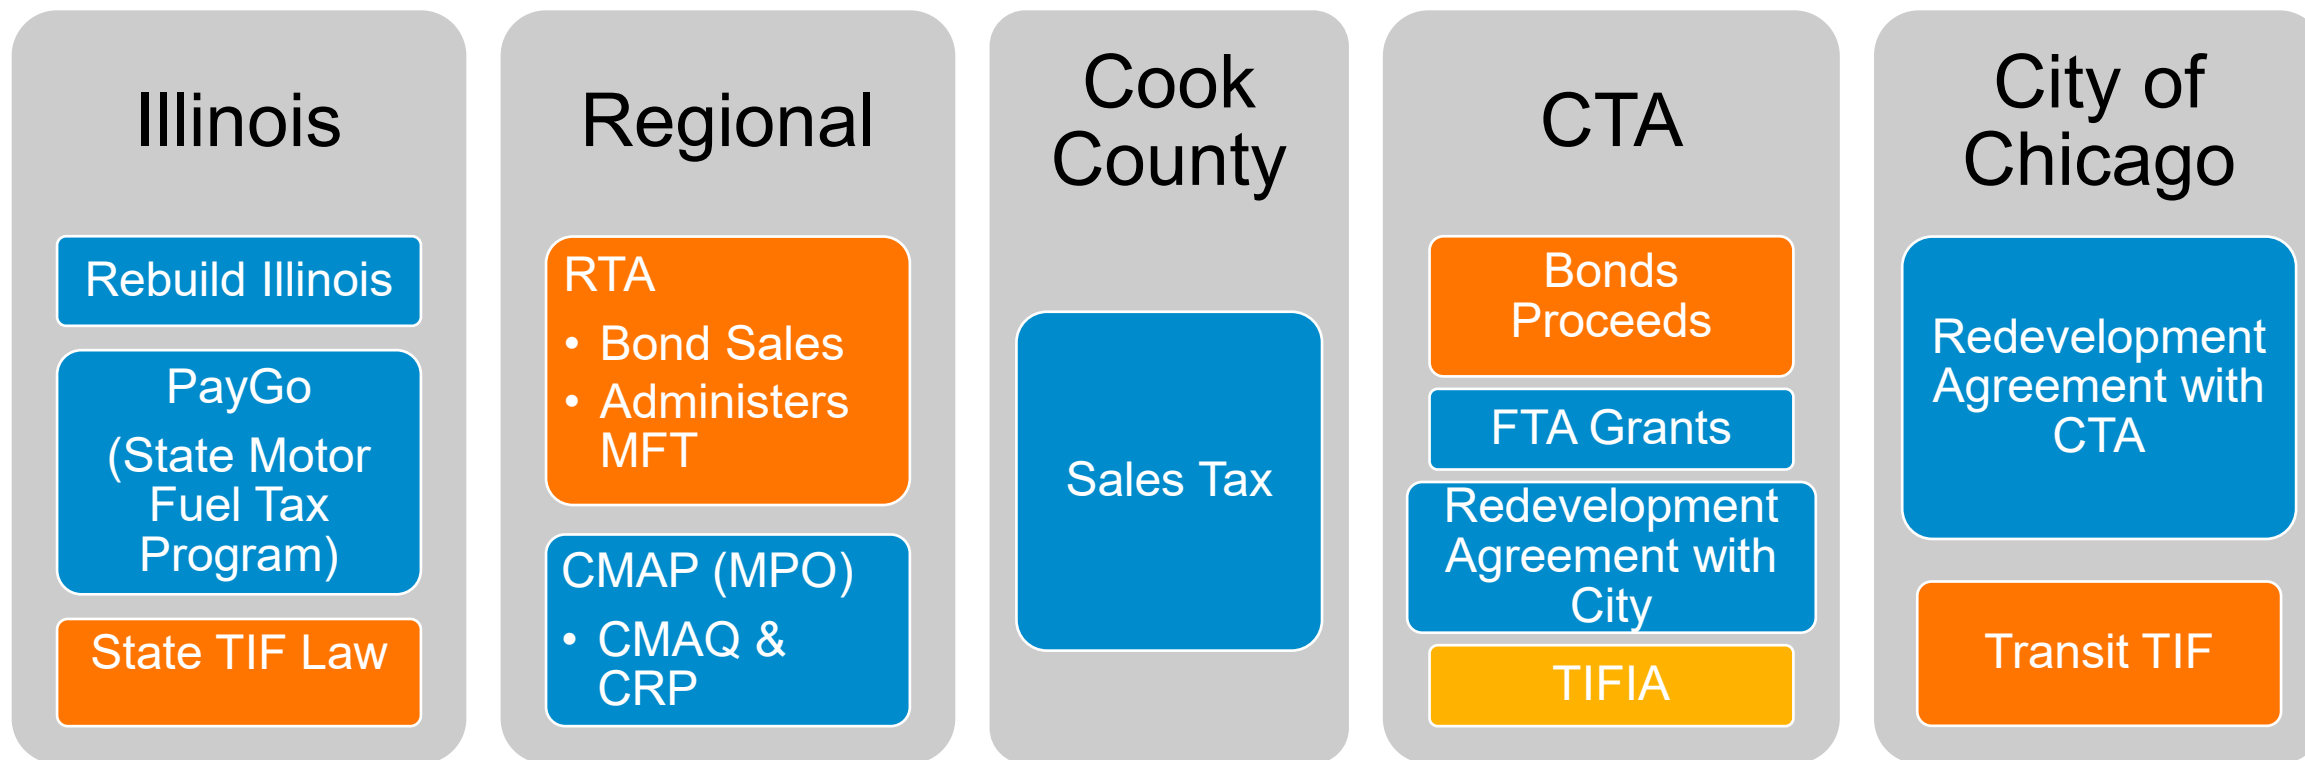 Illinois
Rebuild Illinois
PayGo
(State Motor
Fuel Tax
Program)
State TIF Law
Regional
RTA
• Bond Sales
• Administers
MFT
CMAP (MPO)
• CMAQ &
CRP
Cook
County
Sales Tax
CTA
Bonds
Proceeds
FTA Grants
Redevelopment
Agreement with
City
TIFIA
City of
Chicago
Redevelopment
Agreement with
CTA
Transit TIF